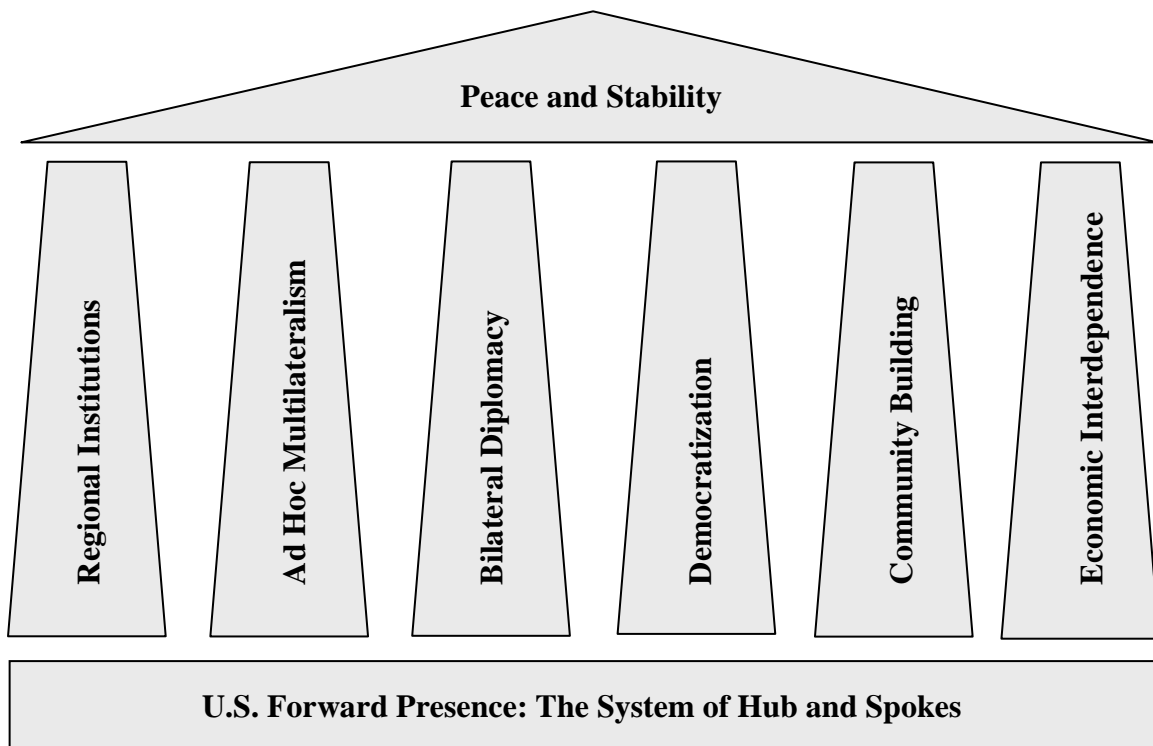 Peace and Stability
Regional Institutions
Ad Hoc Multilateralism
Bilateral Diplomacy
Democratization
Community Building
Economic Interdependence
U.S. Forward Presence: The System of Hub and Spokes